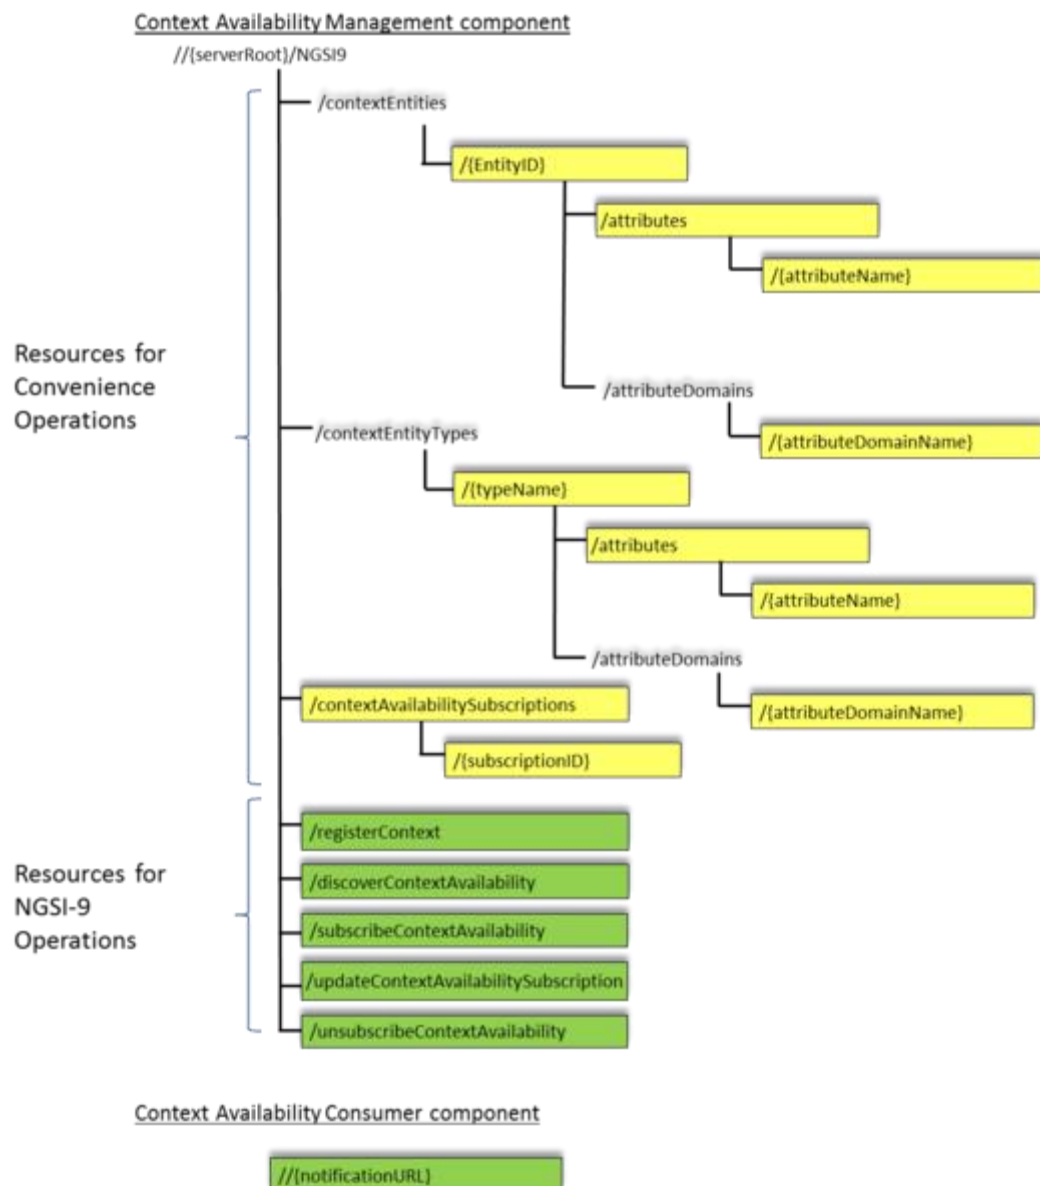 Context Availability Management component
//{serverRoot}/NGSI9
/contextEntities
/{EntityID}
/attributes
/{attributeName}
Resources for
Convenience
Operations
/attributeDomains
/{attributeDomainName}
/contextEntityTypes
/{typeName}
/attributes
/{attributeName}
/attributeDomains
/{attributeDomainName}
/contextAvailabilitySubscriptions
/{subscriptionID}
Resources for
NGSI-9
Operations
/registerContext
/discoverContextAvailability
/subscribeContextAvailability
/updateContextAvailabilitySubscription
/unsubscribeContextAvailability
Context Availability Consumer component
//{notificationURL}